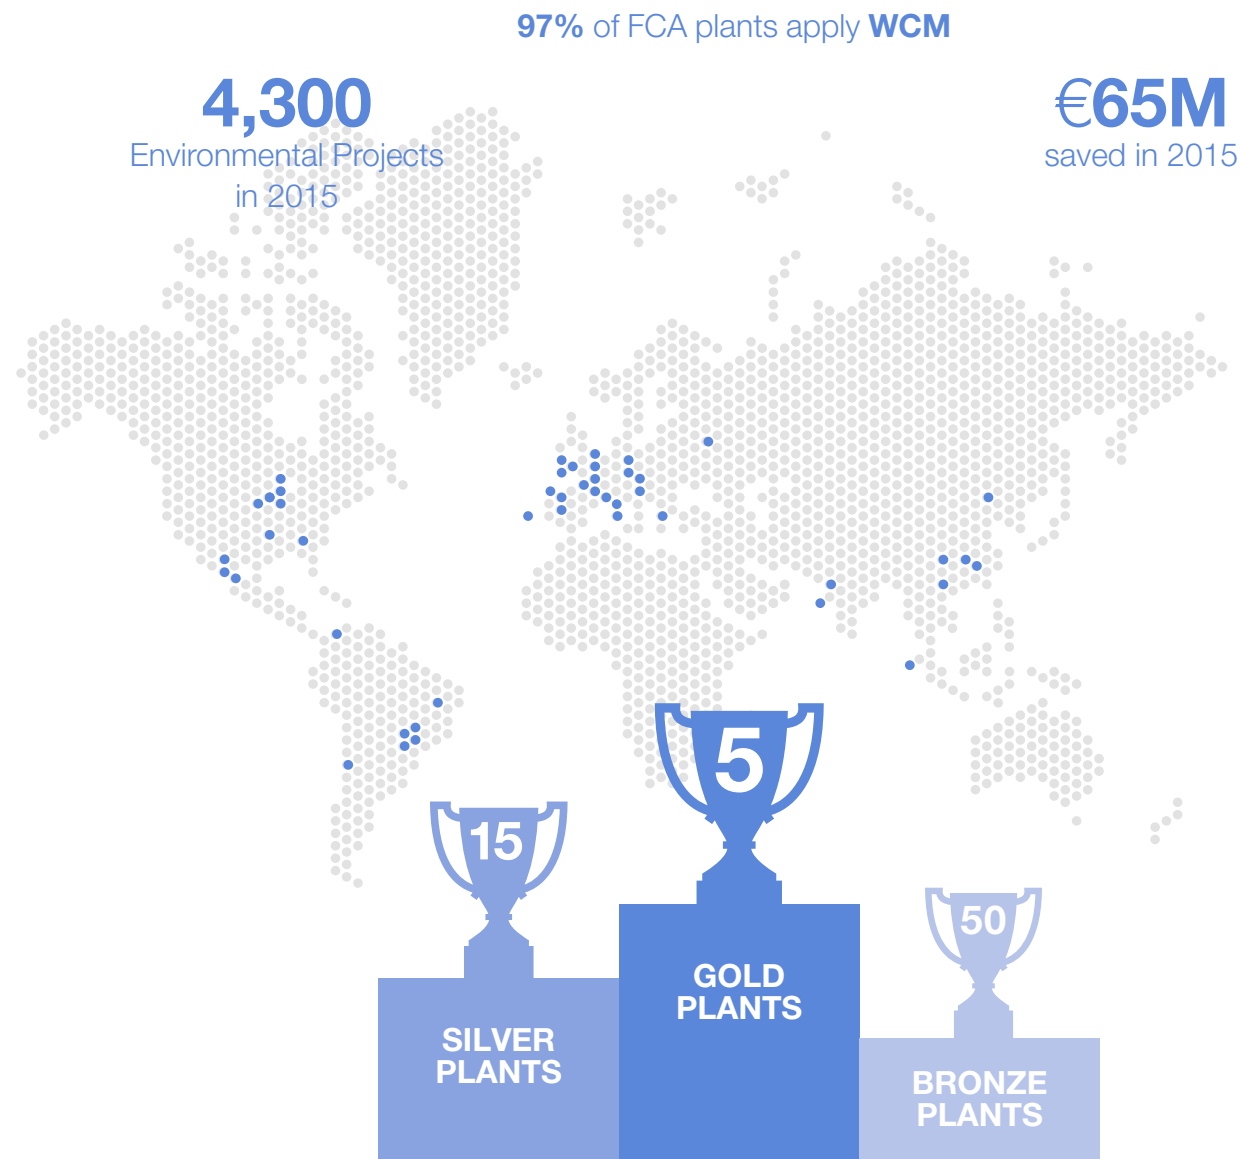 97% of FCA plants apply WCM
4,300
Environmental Projects
in 2015
€65M
saved in 2015
5
15
50
GOLD
PLANTS
SILVER
PLANTS
BRONZE
PLANTS